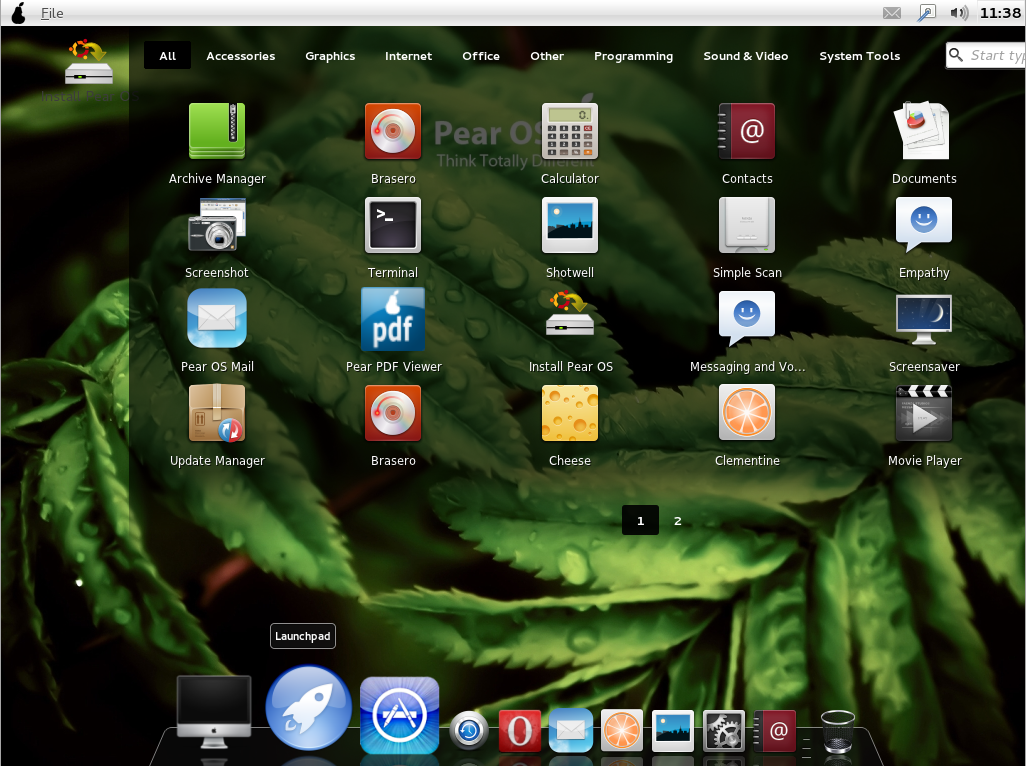 File
11:38
Install Pear OS
All Accessories Graphics Internet Office Other Programming Sound & Video System Tools Start typ
Pear OS
Think Totally Different
0.
Archive Manager Brasero Calculator Contacts Documents
>_
@
Screenshot Terminal Shotwell Simple Scan Empathy
pdf
Pear OS Mail Pear PDF Viewer Install Pear OS Messaging and Vo... Screensaver
Update Manager Brasero Cheese Clementine Movie Player
1 2
Launchpad
@